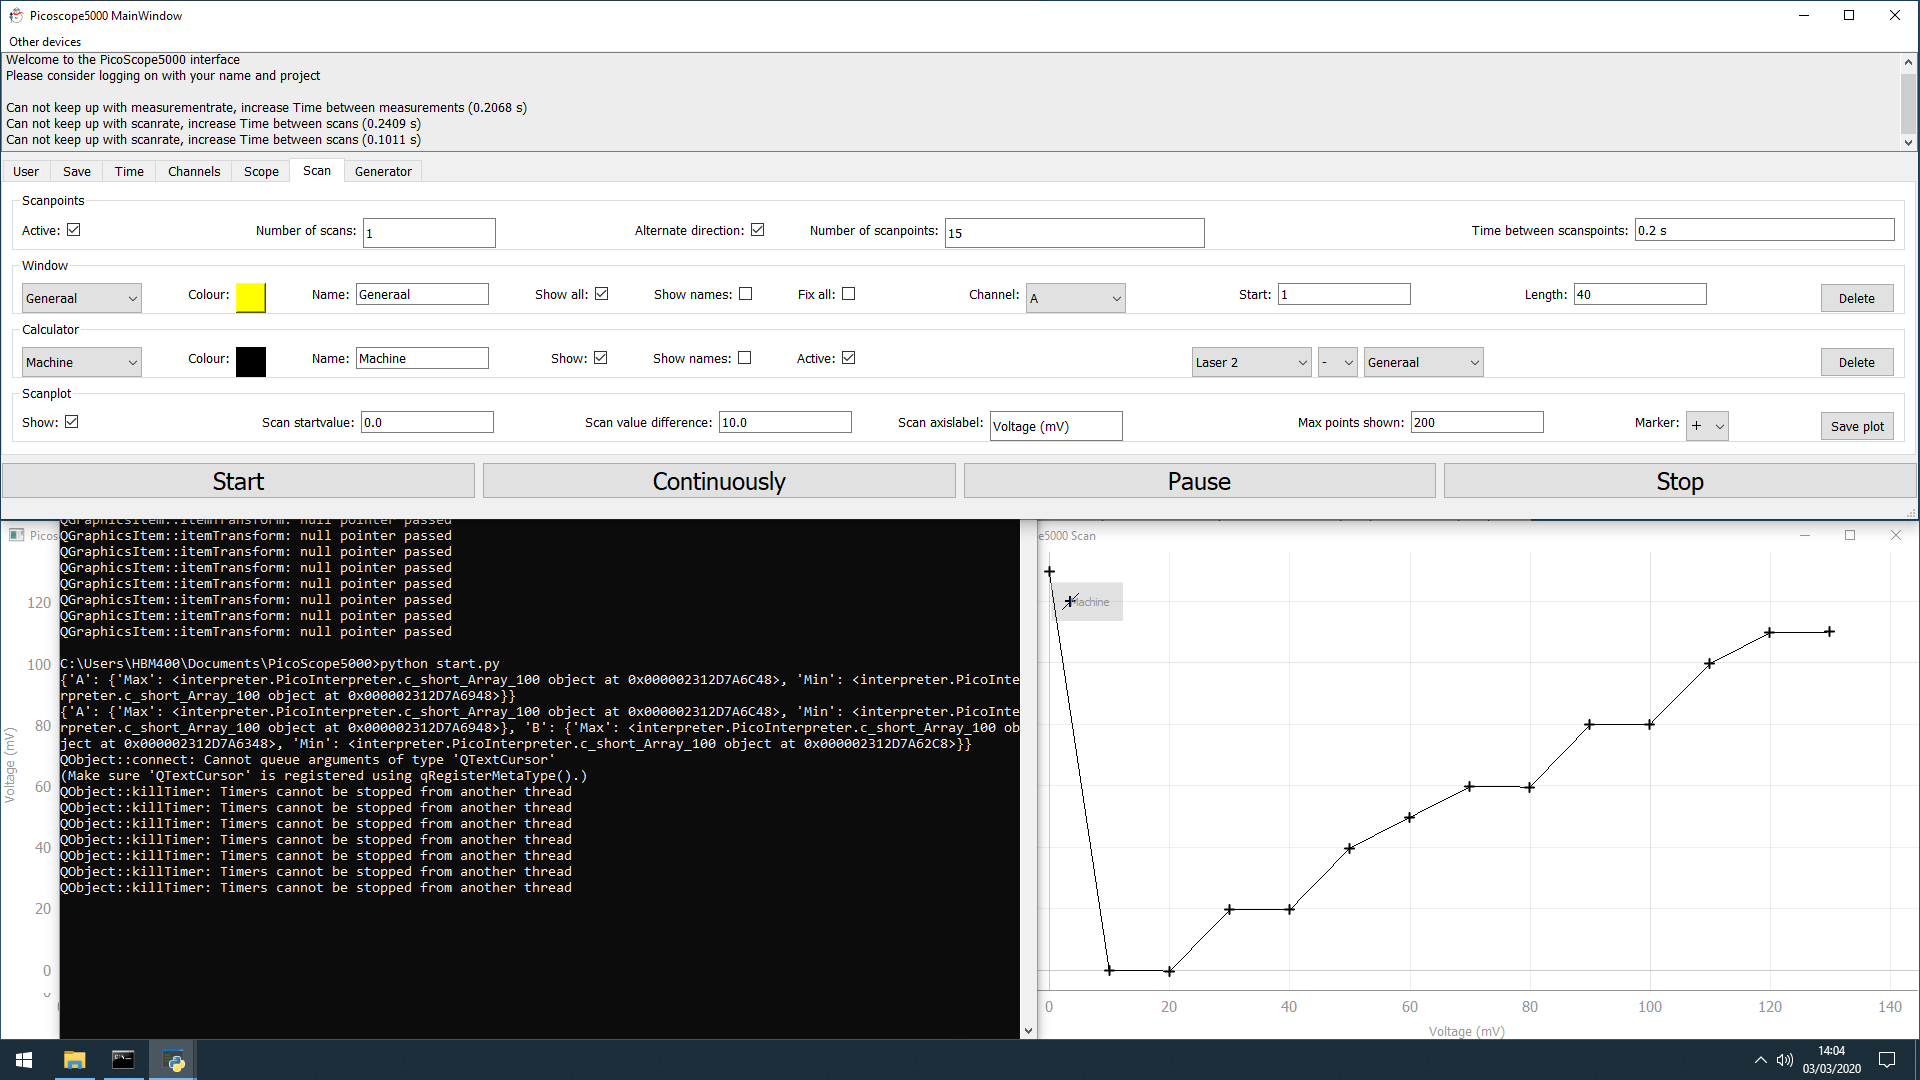 Picoscope5000 MainWindow
Other devices
Welcome to the PicoScope5000 interface
Please consider logging on with your name and project
Can not keep up with measurementrate, increase Time between measurements (0.2068 s)
Can not keep up with scanrate, increase Time between scans (0.2409 s)
Can not keep up with scanrate, increase Time between scans (0.1011 s)
User Save Time Channels Scope Scan Generator
Scanpoints
Active: Number of scans: 1 Alternate direction: Number of scanpoints: 15 Time between scanspoints: 0.2 s
Window
Generaal Colour: Name: Generaal Show all: Show names: Fix all: Channel: A Start: 1 Length: 40 Delete
Calculator
Machine Colour: Name: Machine Show: Show names: Active: Laser 2 - Generaal Delete
Scanplot
Show: Scan startvalue: 0.0 Scan value difference: 10.0 Scan axislabel: Voltage (mV) Max points shown: 200 Marker: + Save plot
Start Continuously Pause Stop
Picos
120
100
80
60
40
20
0
Voltage (mV)
QGraphicsItem::itemTransform: null pointer passed
QGraphicsItem::itemTransform: null pointer passed
QGraphicsItem::itemTransform: null pointer passed
QGraphicsItem::itemTransform: null pointer passed
QGraphicsItem::itemTransform: null pointer passed
QGraphicsItem::itemTransform: null pointer passed
QGraphicsItem::itemTransform: null pointer passed
QGraphicsItem::itemTransform: null pointer passed
C:\Users\HBM400\Documents\PicoScope5000>python start.py
{'A': {'Max': <interpreter.PicoInterpreter.c_short_Array_100 object at 0x000002312D7A6C48>, 'Min': <interpreter.PicoInte
rpreter.c_short_Array_100 object at 0x000002312D7A6948>}}
{'A': {'Max': <interpreter.PicoInterpreter.c_short_Array_100 object at 0x000002312D7A6C48>, 'Min': <interpreter.PicoInte
rpreter.c_short_Array_100 object at 0x000002312D7A6948>}, 'B': {'Max': <interpreter.PicoInterpreter.c_short_Array_100 ob
ject at 0x000002312D7A6348>, 'Min': <interpreter.PicoInterpreter.c_short_Array_100 object at 0x000002312D7A62C8>}}
QObject::connect: Cannot queue arguments of type 'QTextCursor'
(Make sure 'QTextCursor' is registered using qRegisterMetaType().)
QObject::killTimer: Timers cannot be stopped from another thread
QObject::killTimer: Timers cannot be stopped from another thread
QObject::killTimer: Timers cannot be stopped from another thread
QObject::killTimer: Timers cannot be stopped from another thread
QObject::killTimer: Timers cannot be stopped from another thread
QObject::killTimer: Timers cannot be stopped from another thread
QObject::killTimer: Timers cannot be stopped from another thread
e5000 Scan
Machine
0 20 40 60 80 100 120 140
Voltage (mV)
14:04
03/03/2020